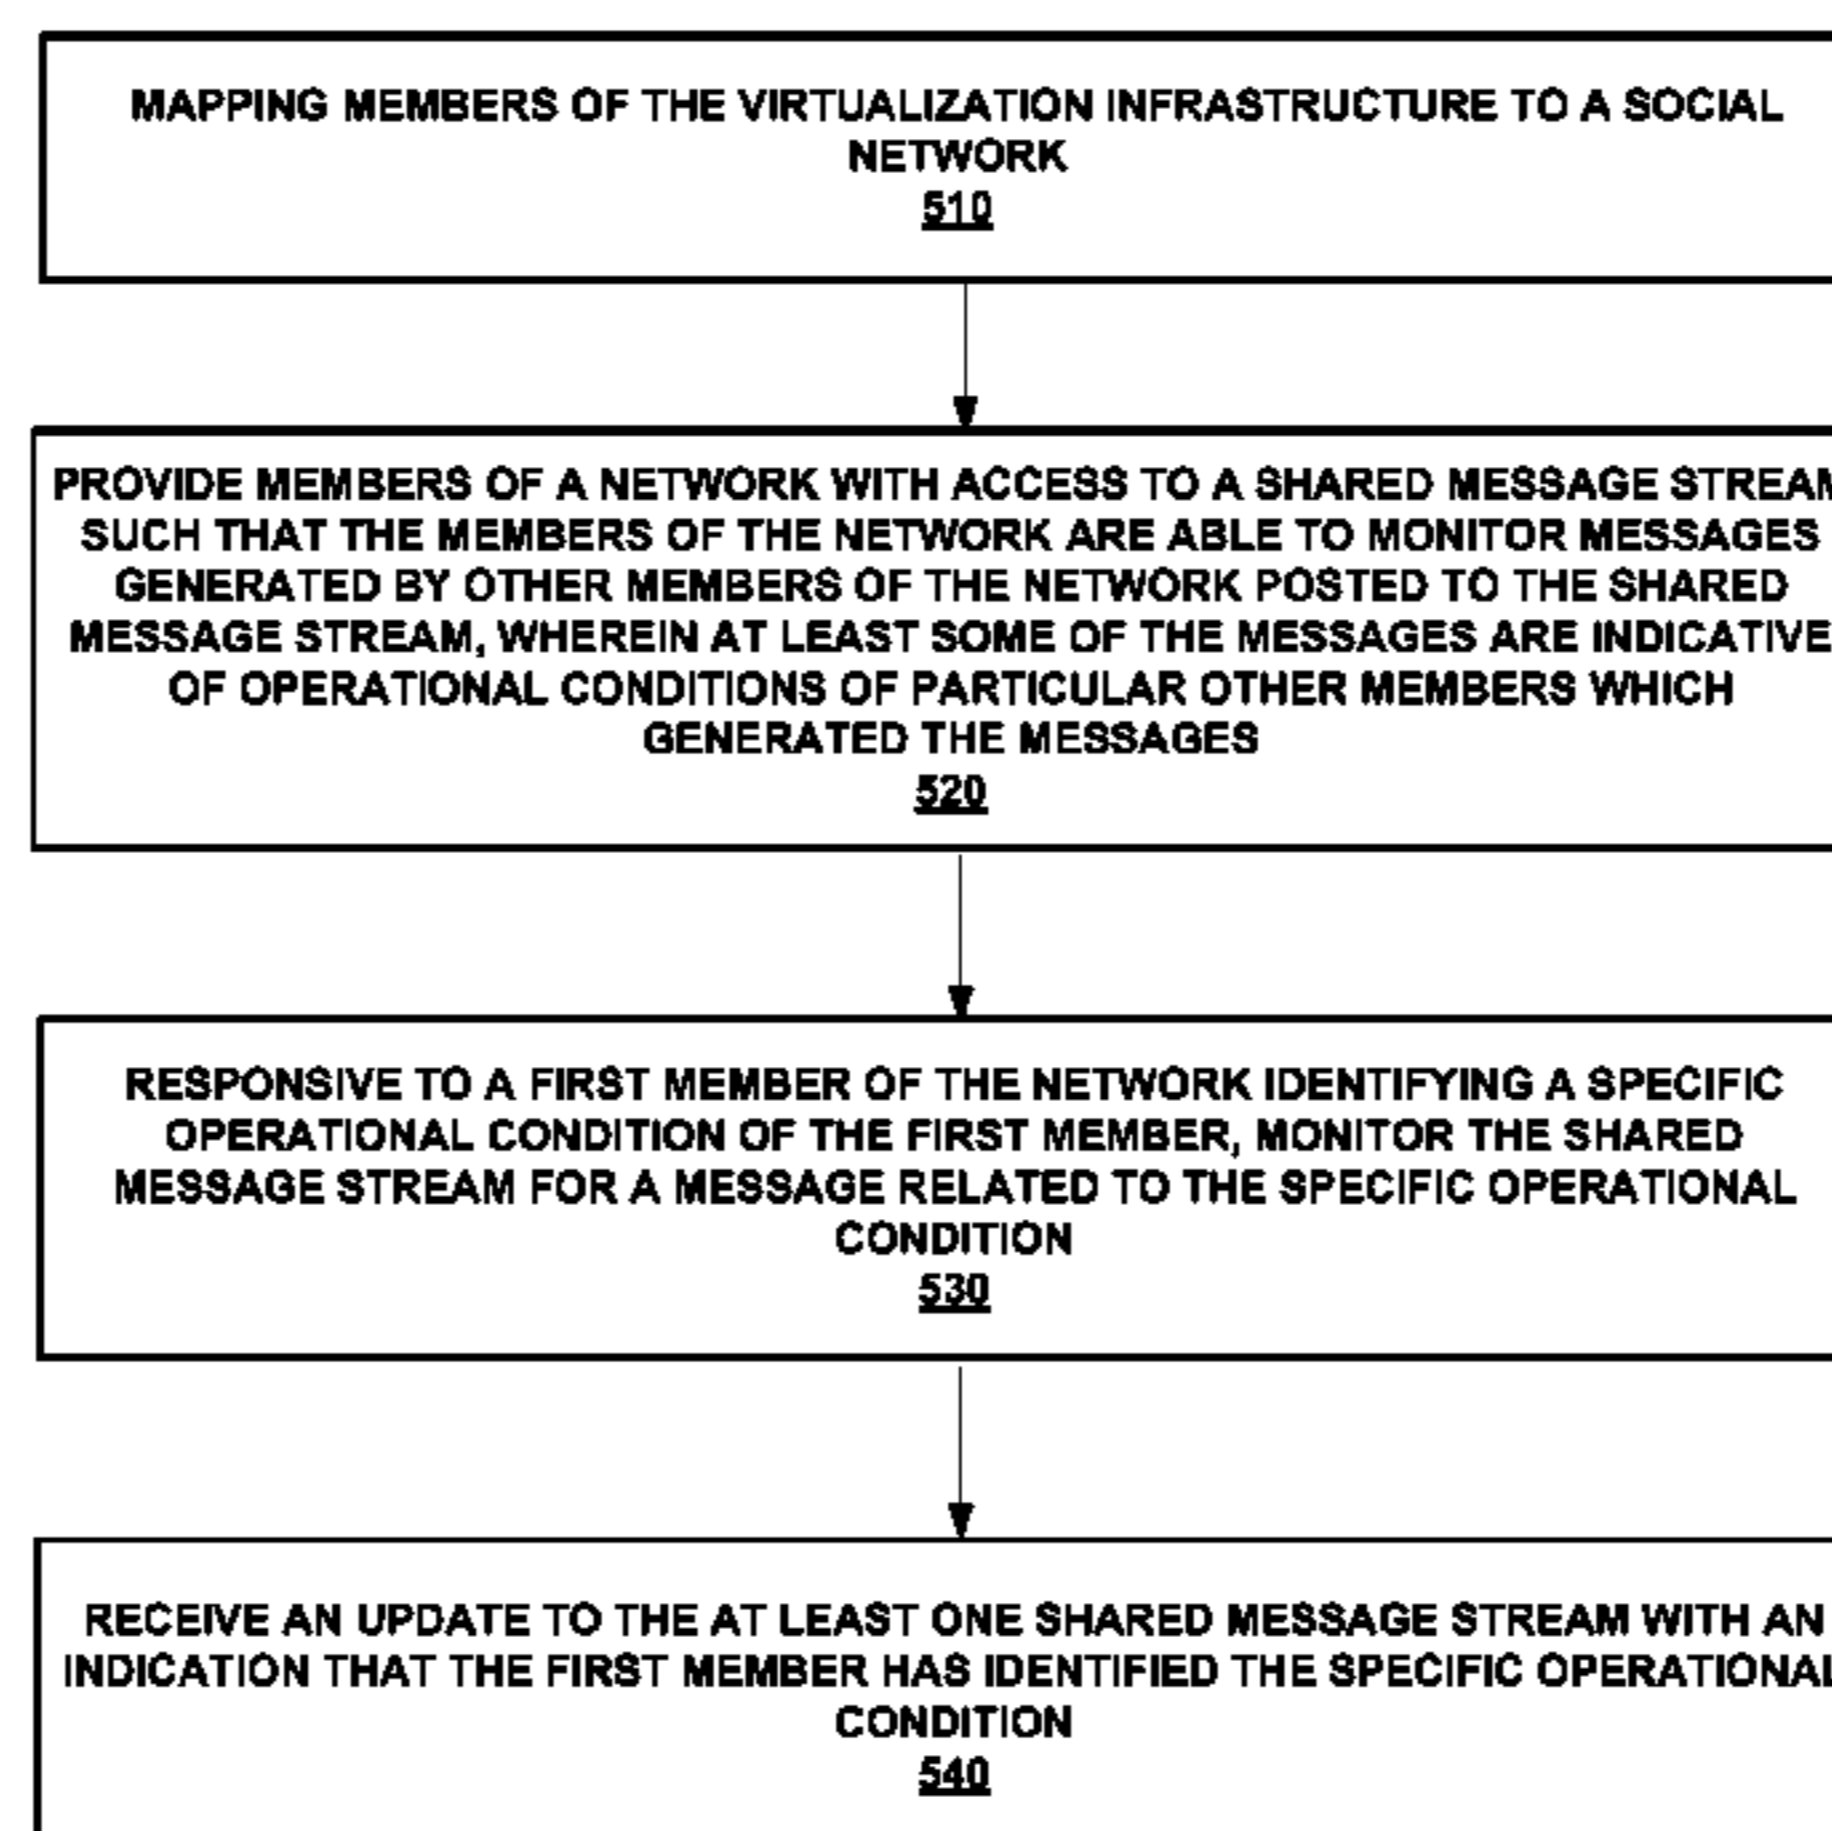 MAPPING MEMBERS OF THE VIRTUALIZATION INFRASTRUCTURE TO A SOCIAL
NETWORK
510
PROVIDE MEMBERS OF A NETWORK WITH ACCESS TO A SHARED MESSAGE STREAM
SUCH THAT THE MEMBERS OF THE NETWORK ARE ABLE TO MONITOR MESSAGES
GENERATED BY OTHER MEMBERS OF THE NETWORK POSTED TO THE SHARED
MESSAGE STREAM, WHEREIN AT LEAST SOME OF THE MESSAGES ARE INDICATIVE
OF OPERATIONAL CONDITIONS OF PARTICULAR OTHER MEMBERS WHICH
GENERATED THE MESSAGES
520
RESPONSIVE TO A FIRST MEMBER OF THE NETWORK IDENTIFYING A SPECIFIC
OPERATIONAL CONDITION OF THE FIRST MEMBER, MONITOR THE SHARED
MESSAGE STREAM FOR A MESSAGE RELATED TO THE SPECIFIC OPERATIONAL
CONDITION
530
RECEIVE AN UPDATE TO THE AT LEAST ONE SHARED MESSAGE STREAM WITH AN
INDICATION THAT THE FIRST MEMBER HAS IDENTIFIED THE SPECIFIC OPERATIONAL
CONDITION
540